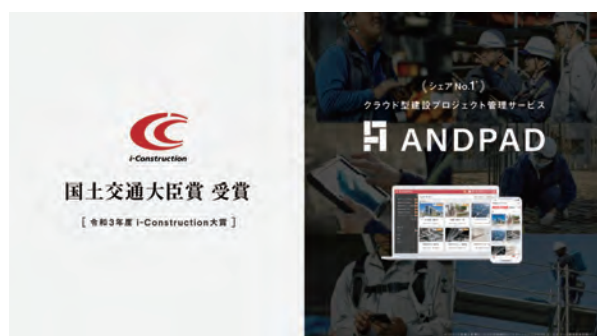 i-Construction
国土交通大臣賞 受賞
[ 令和3年度 i-Construction大賞 ]
(シェアNo.1*)
クラウド型建設プロジェクト管理サービス
ANDPAD